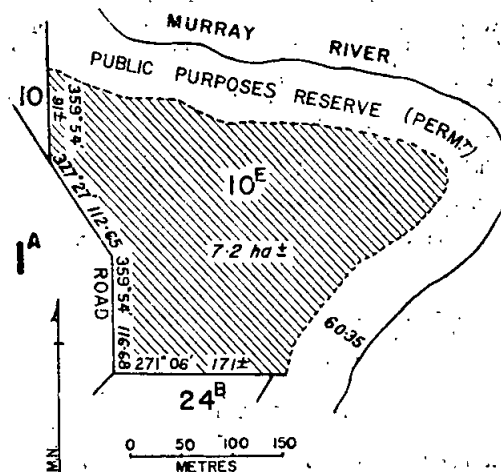 MURRAY RIVER
PUBLIC PURPOSES RESERVE (PERMT)
10
359° 54'
91±
10E
327° 27' 112·65
7·2 ha ±
1A
ROAD
359° 54' 116·68
60·35
271° 06' 171±
24B
M.N.
0 50 100 150
METRES